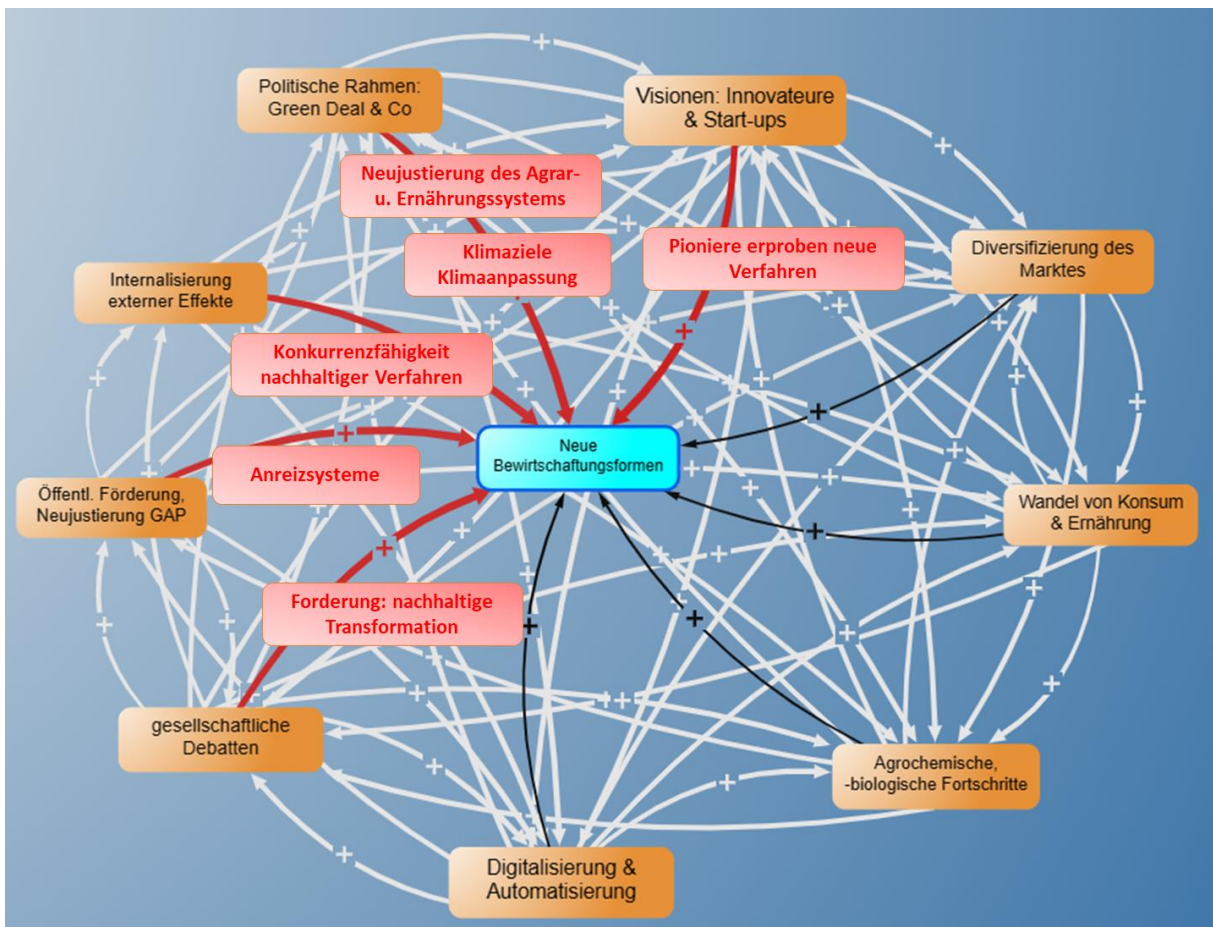 Politische Rahmen:
Green Deal & Co
Visionen: Innovateure
& Start-ups
Neujustierung des Agrar-
u. Ernährungssystems
Klimaziele
Klimaanpassung
Pioniere erproben neue
Verfahren
Diversifizierung des
Marktes
Internalisierung
externer Effekte
Konkurrenzfähigkeit
nachhaltiger Verfahren
Neue
Bewirtschaftungsformen
Anreizsysteme
Öffentl. Förderung,
Neujustierung GAP
Wandel von Konsum
& Ernährung
Forderung: nachhaltige
Transformation
gesellschaftliche
Debatten
Agrochemische,
-biologische Fortschritte
Digitalisierung &
Automatisierung